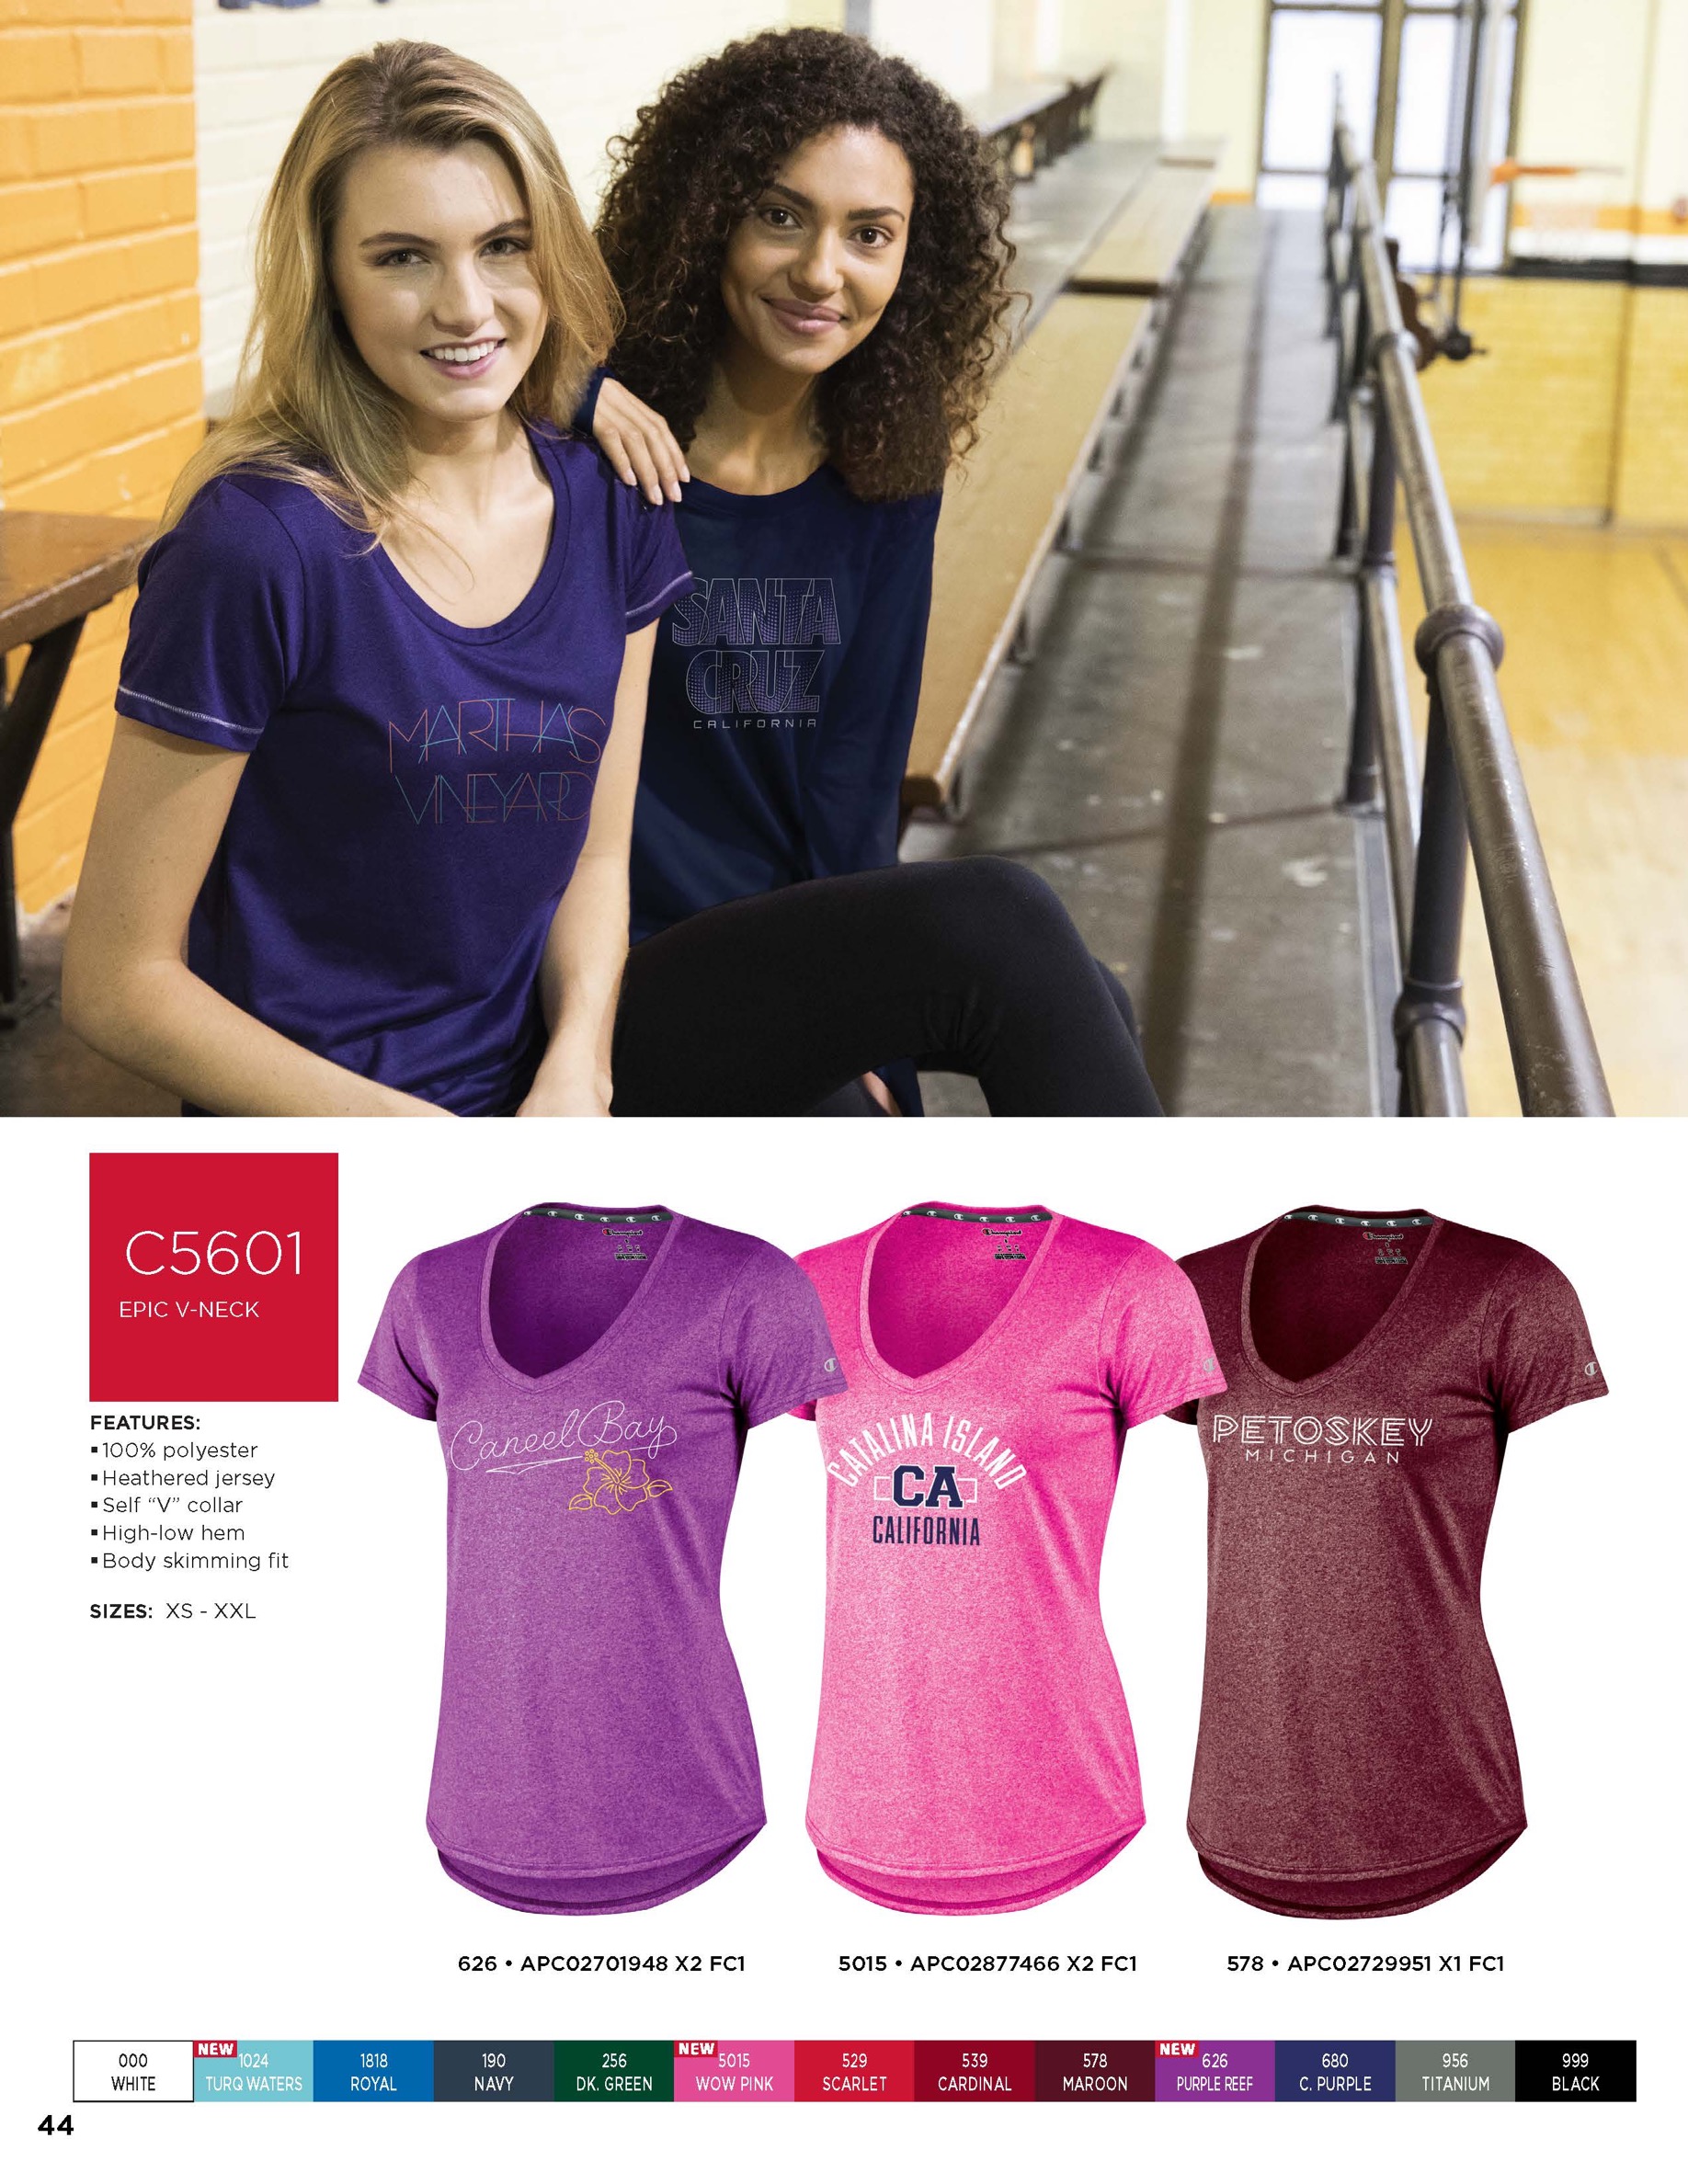 MARTHA'S
VINEYARD
SANTA
CRUZ
CALIFORNIA
C5601
EPIC V-NECK
FEATURES:
▪ 100% polyester
▪ Heathered jersey
▪ Self “V” collar
▪ High-low hem
▪ Body skimming fit
SIZES: XS - XXL
Champion
Caneel Bay
Champion
CATALINA ISLAND
CA
CALIFORNIA
Champion
PETOSKEY
MICHIGAN
626 • APC02701948 X2 FC1
5015 • APC02877466 X2 FC1
578 • APC02729951 X1 FC1
000
WHITE
NEW
1024
TURQ WATERS
1818
ROYAL
190
NAVY
256
DK. GREEN
NEW
5015
WOW PINK
529
SCARLET
539
CARDINAL
578
MAROON
NEW
626
PURPLE REEF
680
C. PURPLE
956
TITANIUM
999
BLACK
44